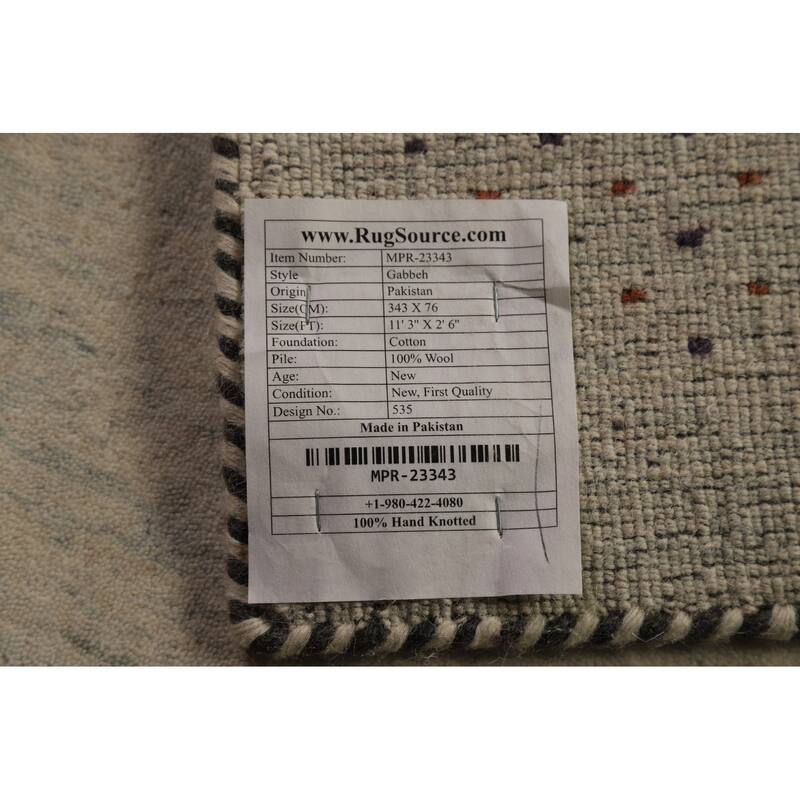 www.RugSource.com
Item Number: MPR-23343
Style Gabbeh
Origin Pakistan
Size(CM): 343 X 76
Size(FT): 11' 3" X 2' 6"
Foundation: Cotton
Pile: 100% Wool
Age: New
Condition: New, First Quality
Design No.: 535
Made in Pakistan
MPR-23343
+1-980-422-4080
100% Hand Knotted